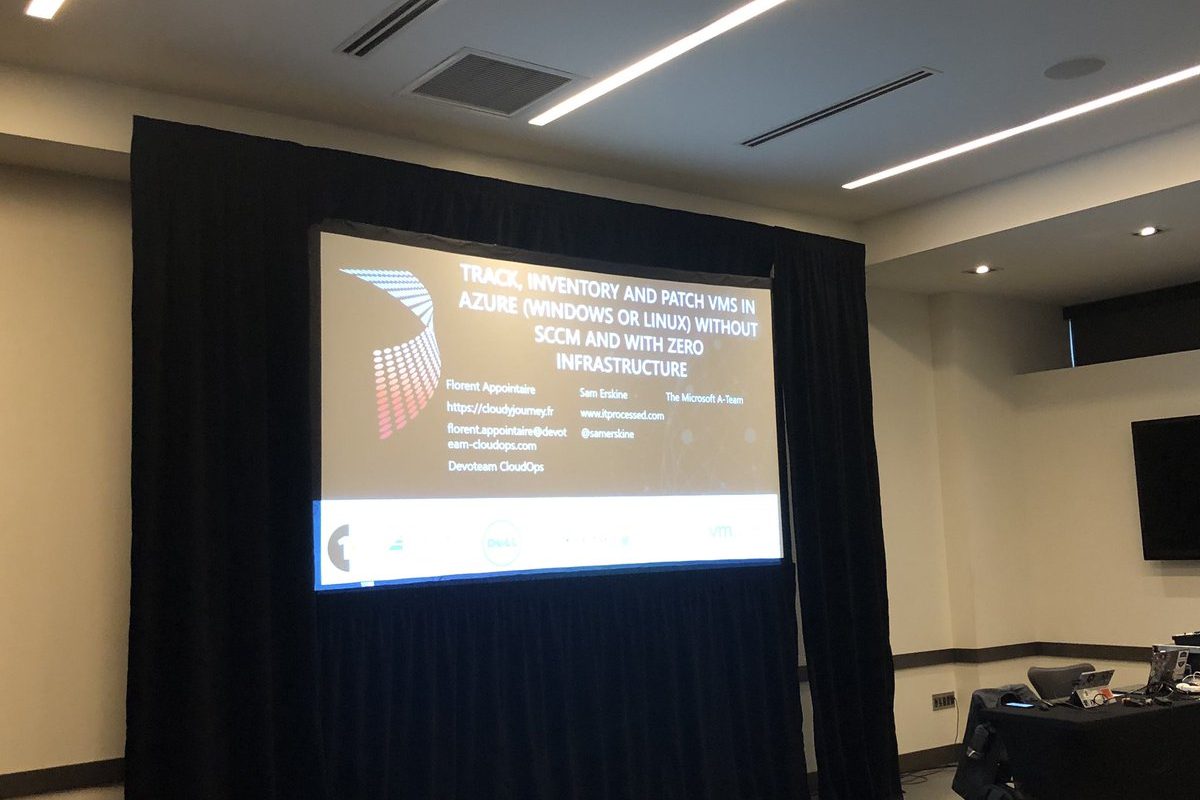 TRACK, INVENTORY AND PATCH VMS IN
AZURE (WINDOWS OR LINUX) WITHOUT
SCCM AND WITH ZERO
INFRASTRUCTURE
Florent Appointaire
https://cloudyjourney.fr
florent.appointaire@devot
eam-cloudops.com
Devoteam CloudOps
Sam Erskine
www.itprocessed.com
@samerskine
The Microsoft A-Team
DELL
vm